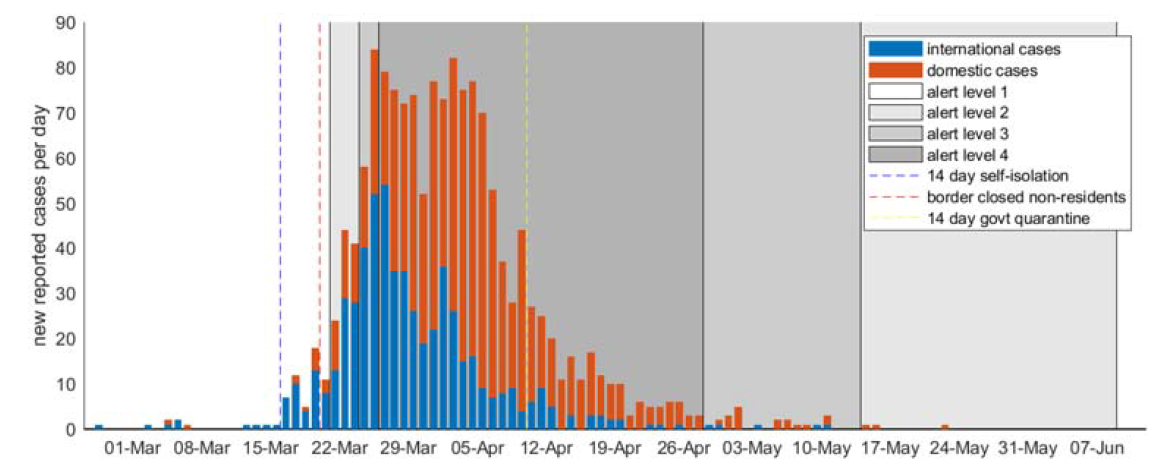 90
80
70
60
50
40
30
20
10
0
new reported cases per day
international cases
domestic cases
alert level 1
alert level 2
alert level 3
alert level 4
14 day self-isolation
border closed non-residents
14 day govt quarantine
01-Mar 08-Mar 15-Mar 22-Mar 29-Mar 05-Apr 12-Apr 19-Apr 26-Apr 03-May 10-May 17-May 24-May 31-May 07-Jun